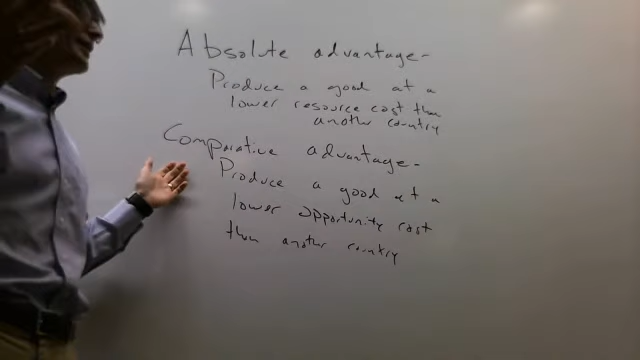 Absolute advantage-
Produce a good at a
lower resource cost than
another country
Comparative advantage-
Produce a good at a
lower opportunity cost
than another country